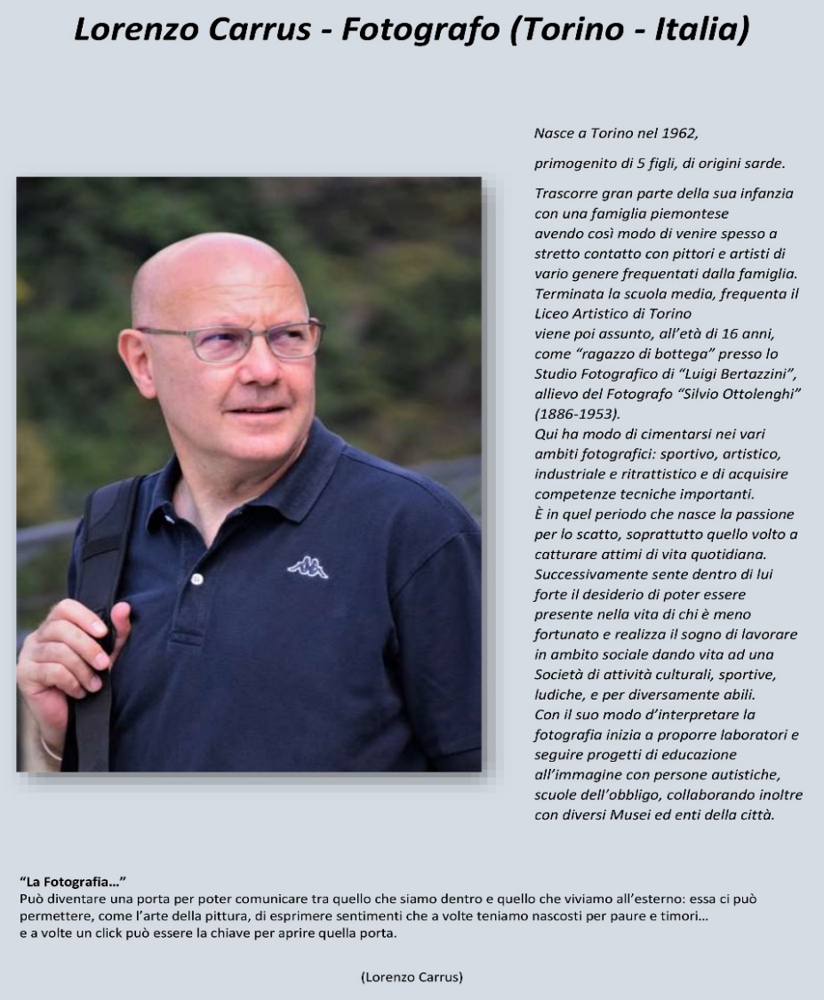 Lorenzo Carrus - Fotografo (Torino - Italia)
Nasce a Torino nel 1962,
primogenito di 5 figli, di origini sarde.
Trascorre gran parte della sua infanzia
con una famiglia piemontese
avendo così modo di venire spesso a
stretto contatto con pittori e artisti di
vario genere frequentati dalla famiglia.
Terminata la scuola media, frequenta il
Liceo Artistico di Torino
viene poi assunto, all’età di 16 anni,
come “ragazzo di bottega” presso lo
Studio Fotografico di “Luigi Bertazzini”,
allievo del Fotografo “Silvio Ottolenghi”
(1886-1953).
Qui ha modo di cimentarsi nei vari
ambiti fotografici: sportivo, artistico,
industriale e ritrattistico e di acquisire
competenze tecniche importanti.
È in quel periodo che nasce la passione
per lo scatto, soprattutto quello volto a
catturare attimi di vita quotidiana.
Successivamente sente dentro di lui
forte il desiderio di poter essere
presente nella vita di chi è meno
fortunato e realizza il sogno di lavorare
in ambito sociale dando vita ad una
Società di attività culturali, sportive,
ludiche, e per diversamente abili.
Con il suo modo d’interpretare la
fotografia inizia a proporre laboratori e
seguire progetti di educazione
all’immagine con persone autistiche,
scuole dell’obbligo, collaborando inoltre
con diversi Musei ed enti della città.
“La Fotografia…”
Può diventare una porta per poter comunicare tra quello che siamo dentro e quello che viviamo all’esterno: essa ci può
permettere, come l’arte della pittura, di esprimere sentimenti che a volte teniamo nascosti per paure e timori…
e a volte un click può essere la chiave per aprire quella porta.
(Lorenzo Carrus)